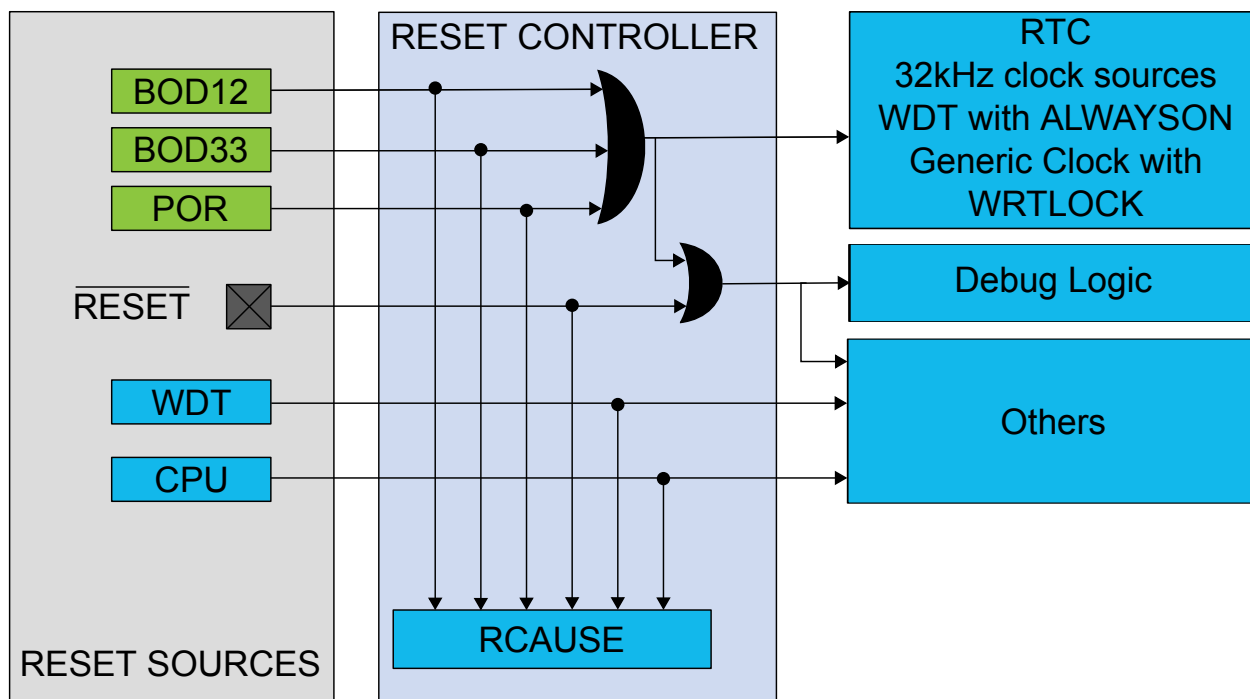 RESET SOURCES
BOD12
BOD33
POR
RESET
WDT
CPU
RESET CONTROLLER
RCAUSE
RTC
32kHz clock sources
WDT with ALWAYSON
Generic Clock with
WRTLOCK
Debug Logic
Others